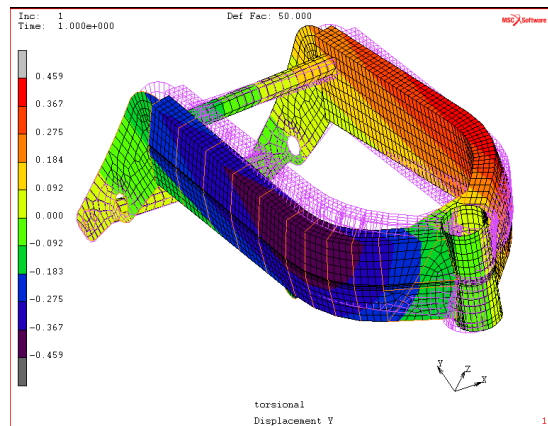 Inc: 1
Time: 1.000e+000
Def Fac: 50.000
MSC Software
0.459
0.367
0.275
0.184
0.092
0.000
-0.092
-0.183
-0.275
-0.367
-0.459
Y
Z
X
torsional
Displacement Y
1